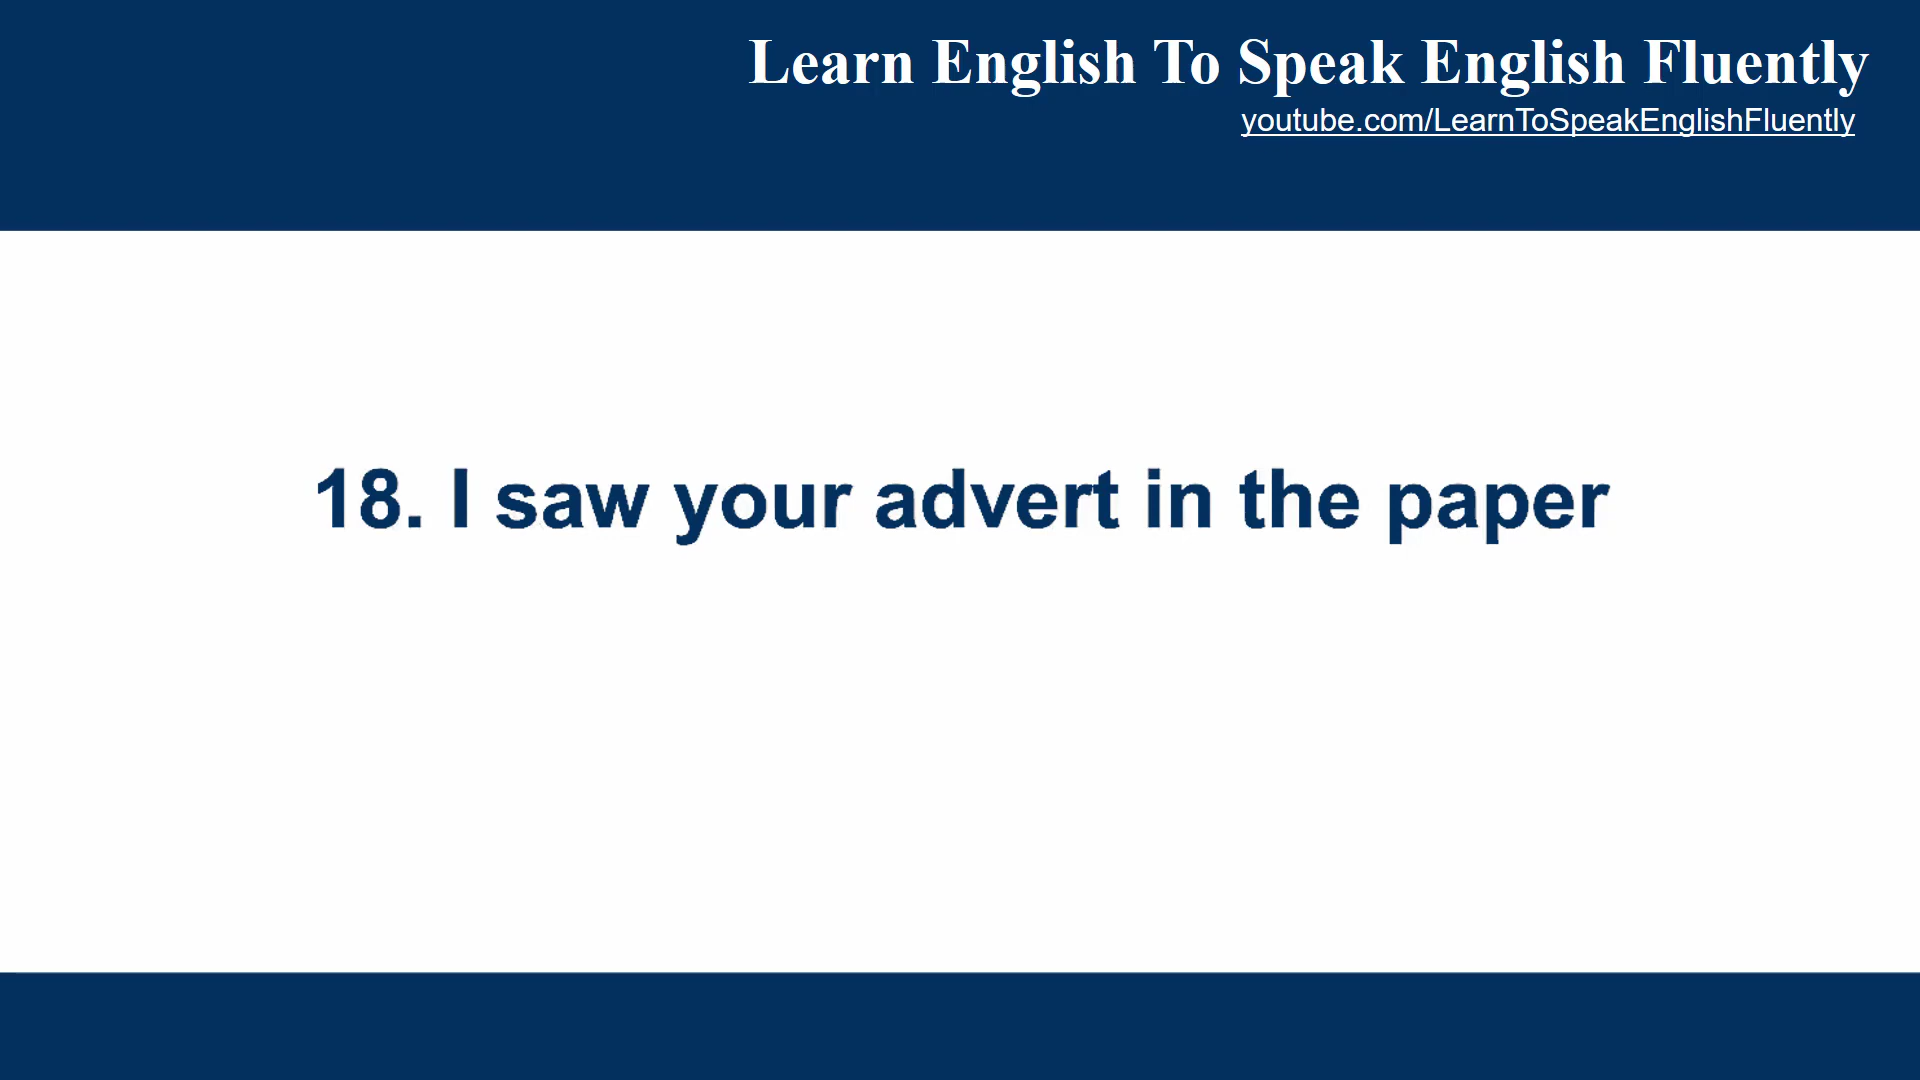 Learn English To Speak English Fluently
youtube.com/LearnToSpeakEnglishFluently
18. I saw your advert in the paper